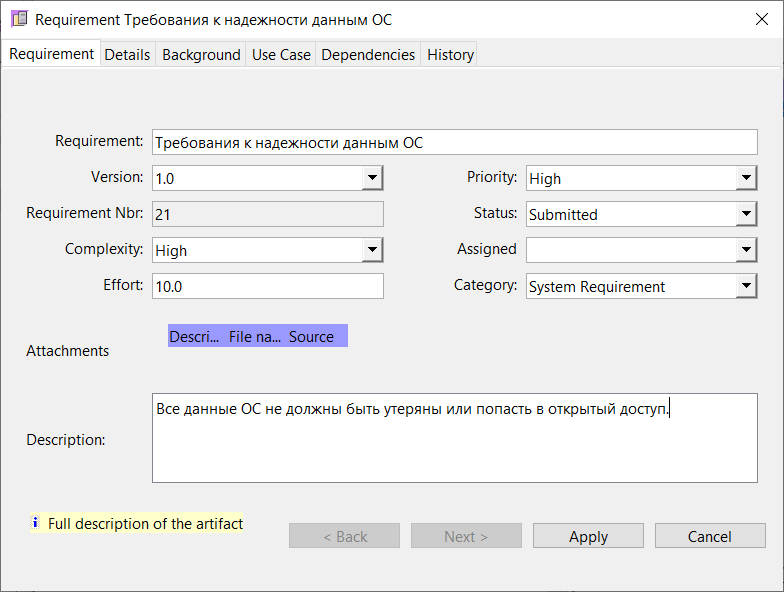 Requirement Требования к надежности данным ОС
Requirement Details Background Use Case Dependencies History
Requirement: Требования к надежности данным ОС
Version: 1.0 Priority: High
Requirement Nbr: 21 Status: Submitted
Complexity: High Assigned
Effort: 10.0 Category: System Requirement
Attachments Descri... File na... Source
Description: Все данные ОС не должны быть утеряны или попасть в открытый доступ.
i Full description of the artifact
< Back Next > Apply Cancel